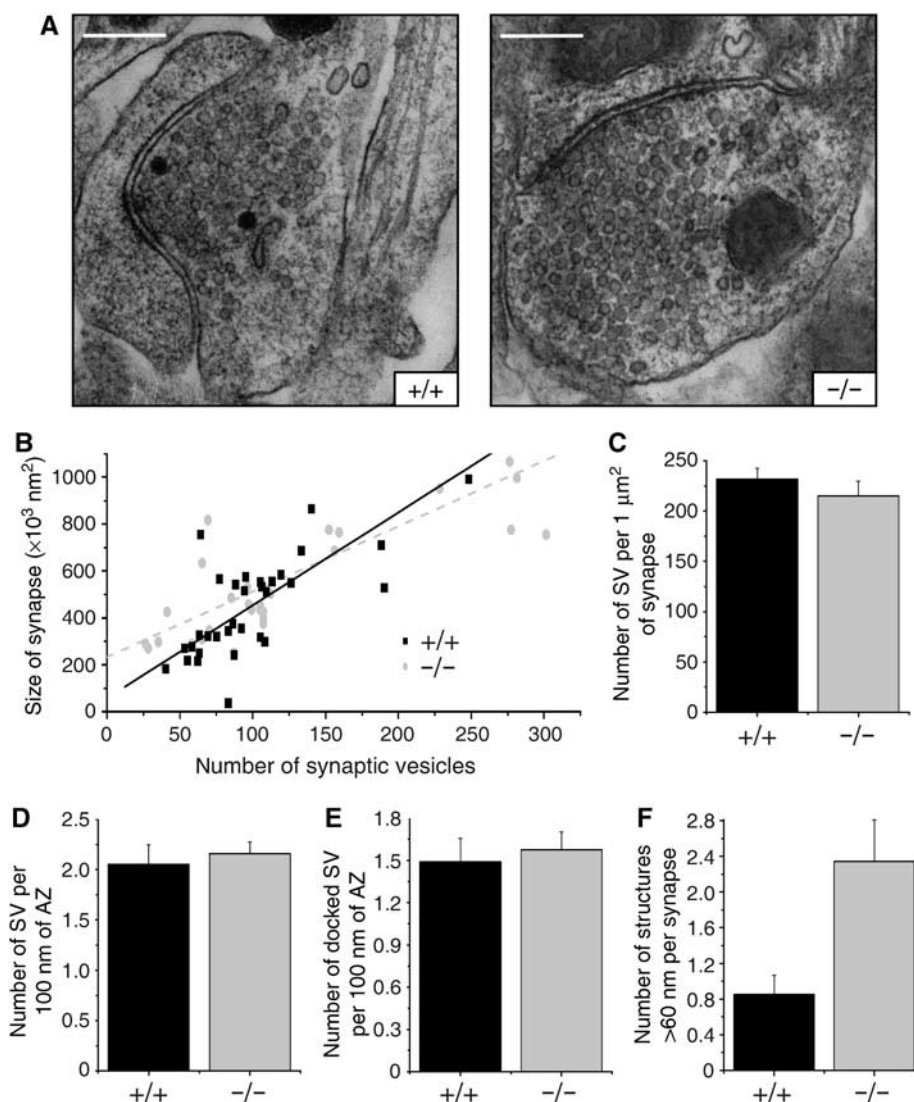 A
+/+
−/−
B
Size of synapse (×10³ nm²)
1000
800
600
400
200
0
0 50 100 150 200 250 300
Number of synaptic vesicles
+/+
−/−
C
Number of SV per 1 μm²
of synapse
250
200
150
100
50
0
+/+ −/−
D
Number of SV per
100 nm of AZ
2.5
2.0
1.5
1.0
0.5
0
+/+ −/−
E
Number of docked SV
per 100 nm of AZ
1.8
1.5
1.2
0.9
0.6
0.3
0
+/+ −/−
F
Number of structures
>60 nm per synapse
2.8
2.4
2.0
1.6
1.2
0.8
0.4
0
+/+ −/−